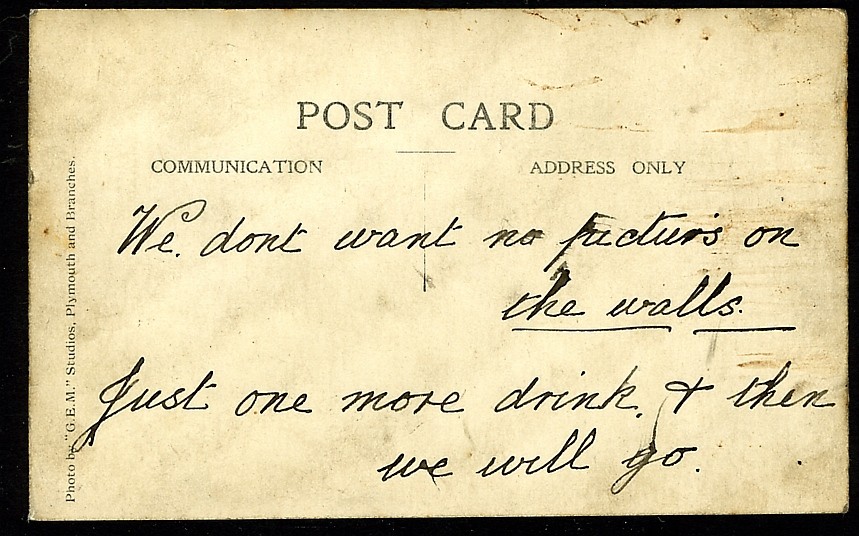 POST CARD
COMMUNICATION
ADDRESS ONLY
We. dont want no picturs on
the walls.
Just one more drink. & then
we will go.
Photo by "G.E.M." Studios, Plymouth and Branches.